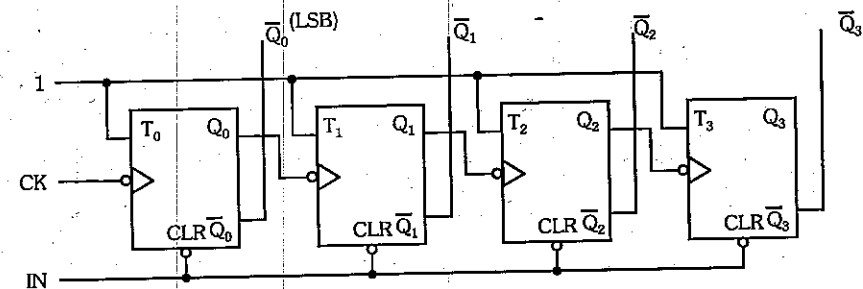 Q̅₀ (LSB) Q̅₁ Q̅₂ Q̅₃
1
T₀ Q₀ T₁ Q₁ T₂ Q₂ T₃ Q₃
CK
CLR Q̅₀ CLR Q̅₁ CLR Q̅₂ CLR Q̅₃
IN